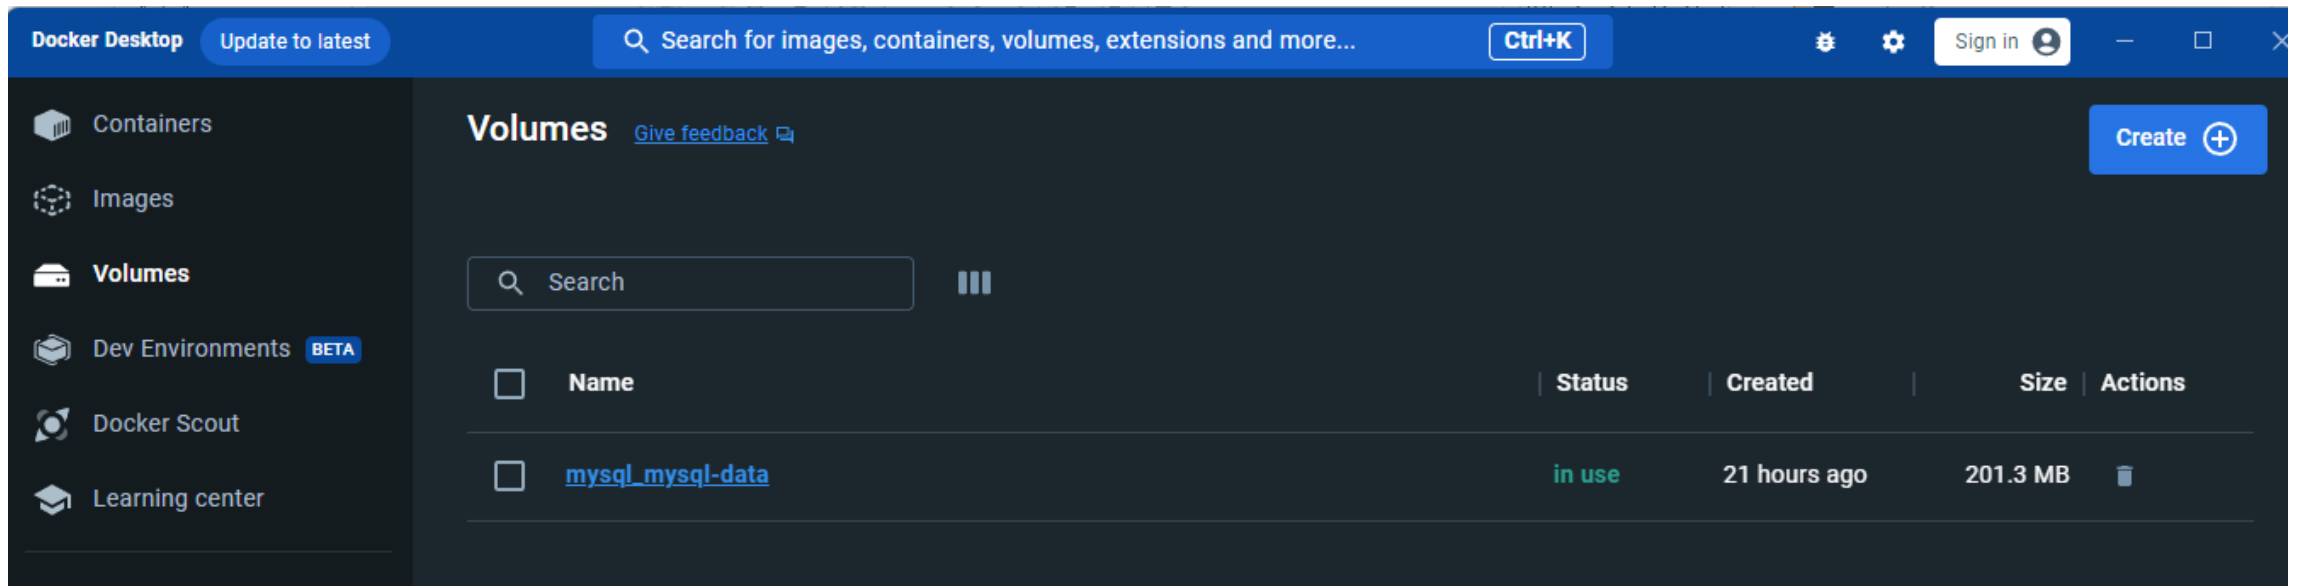 Docker Desktop Update to latest Search for images, containers, volumes, extensions and more... Ctrl+K Sign in
Containers
Images
Volumes
Dev Environments BETA
Docker Scout
Learning center
Volumes Give feedback
Create
Search
Name Status Created Size Actions
mysql_mysql-data in use 21 hours ago 201.3 MB